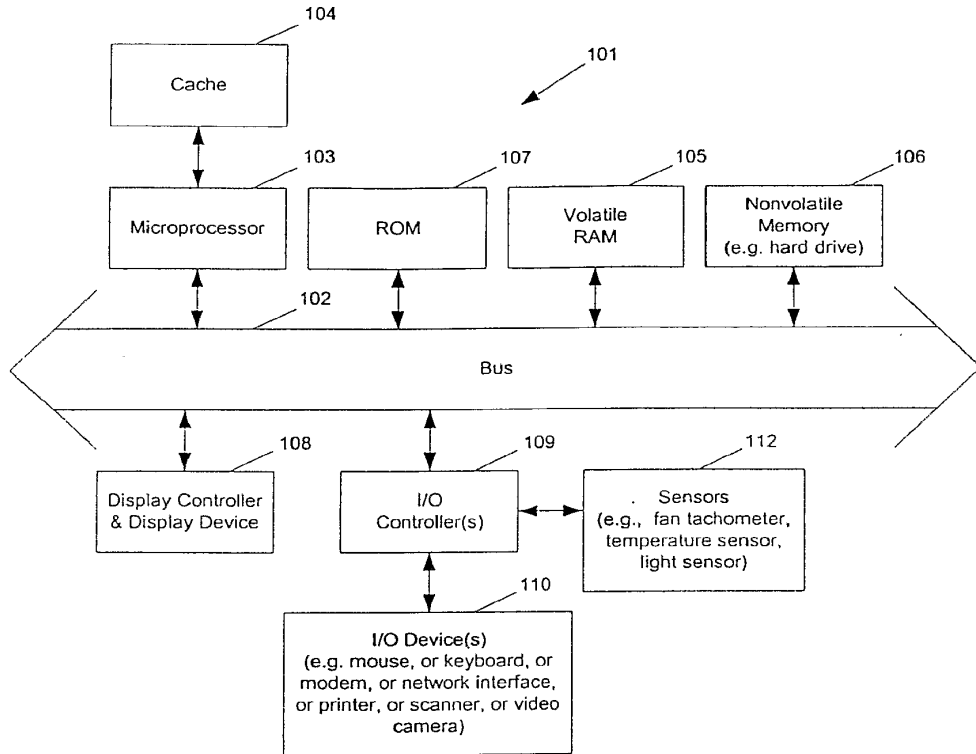 104
Cache
101
103
Microprocessor
107
ROM
105
Volatile
RAM
106
Nonvolatile
Memory
(e.g. hard drive)
102
Bus
108
Display Controller
& Display Device
109
I/O
Controller(s)
112
Sensors
(e.g., fan tachometer,
temperature sensor,
light sensor)
110
I/O Device(s)
(e.g. mouse, or keyboard, or
modem, or network interface,
or printer, or scanner, or video
camera)